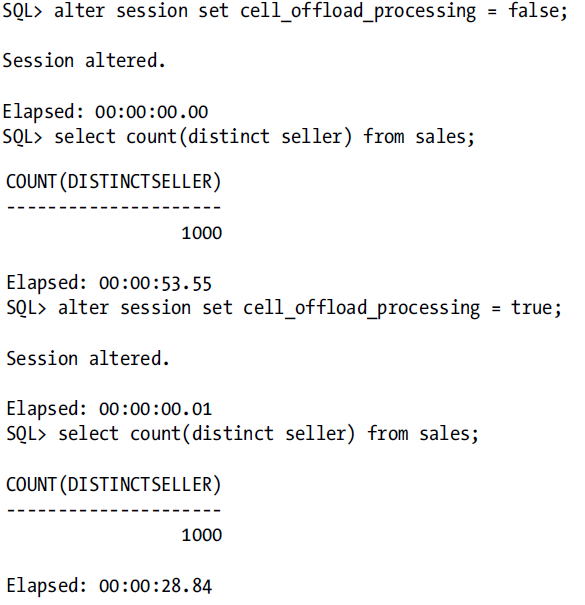 SQL> alter session set cell_offload_processing = false;
Session altered.
Elapsed: 00:00:00.00
SQL> select count(distinct seller) from sales;
COUNT(DISTINCTSELLER)
---------------------
1000
Elapsed: 00:00:53.55
SQL> alter session set cell_offload_processing = true;
Session altered.
Elapsed: 00:00:00.01
SQL> select count(distinct seller) from sales;
COUNT(DISTINCTSELLER)
---------------------
1000
Elapsed: 00:00:28.84